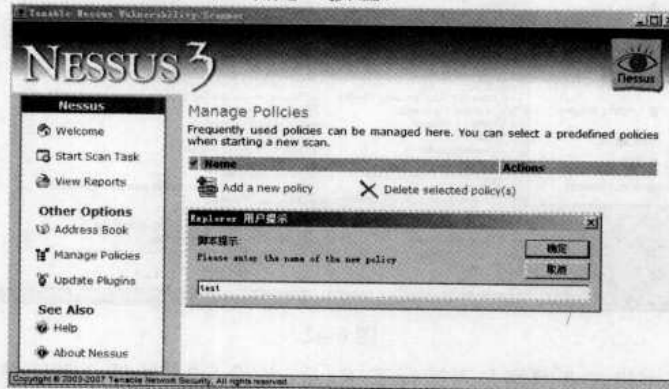 Tenable Nessus Vulnerability Scanner
NESSUS 3
Nessus
Nessus
Welcome
Start Scan Task
View Reports
Other Options
Address Book
Manage Policies
Update Plugins
See Also
Help
About Nessus
Manage Policies
Frequently used policies can be managed here. You can select a predefined policies
when starting a new scan.
Name Actions
Add a new policy Delete selected policy(s)
Explorer 用户提示
脚本提示:
Please enter the name of the new policy
确定
取消
test
Copyright © 2003-2007 Tenable Network Security, All rights reserved